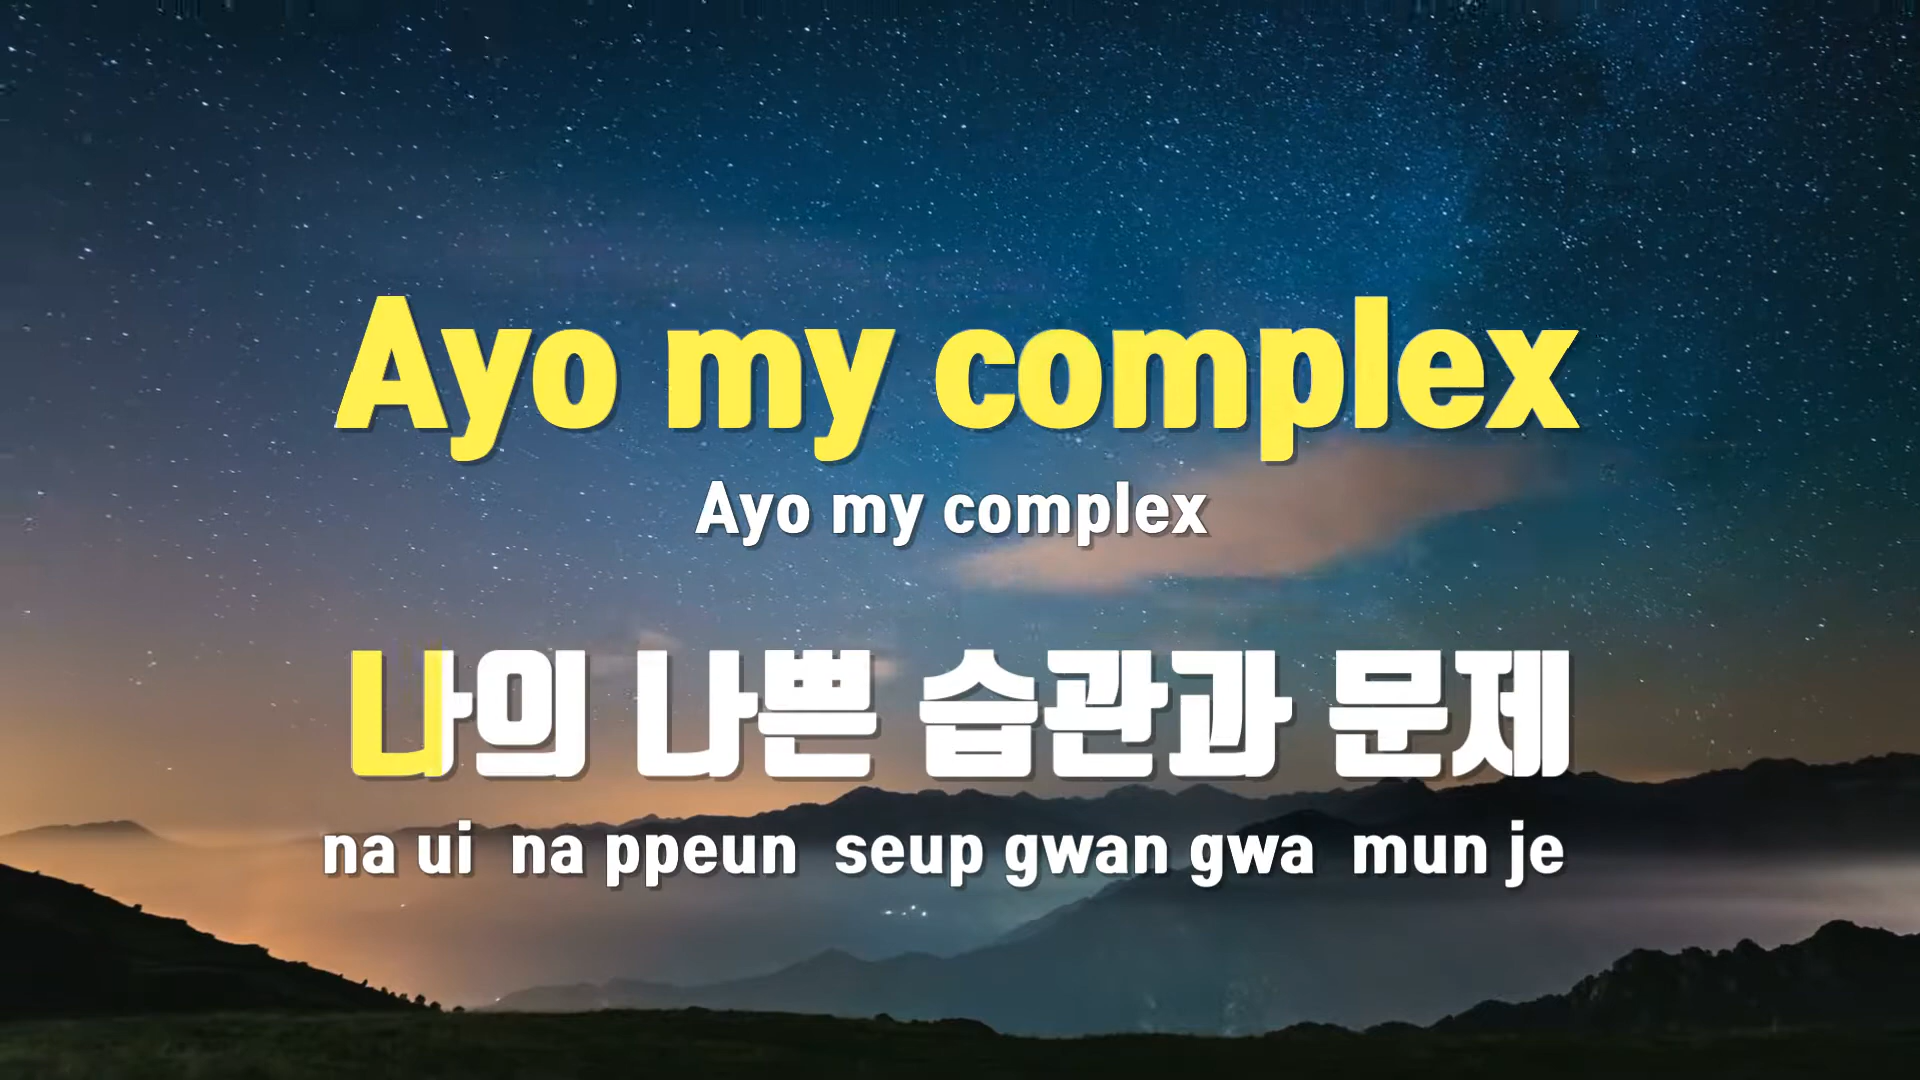 Ayo my complex
Ayo my complex
나의 나쁜 습관과 문제
na ui na ppeun seup gwan gwa mun je